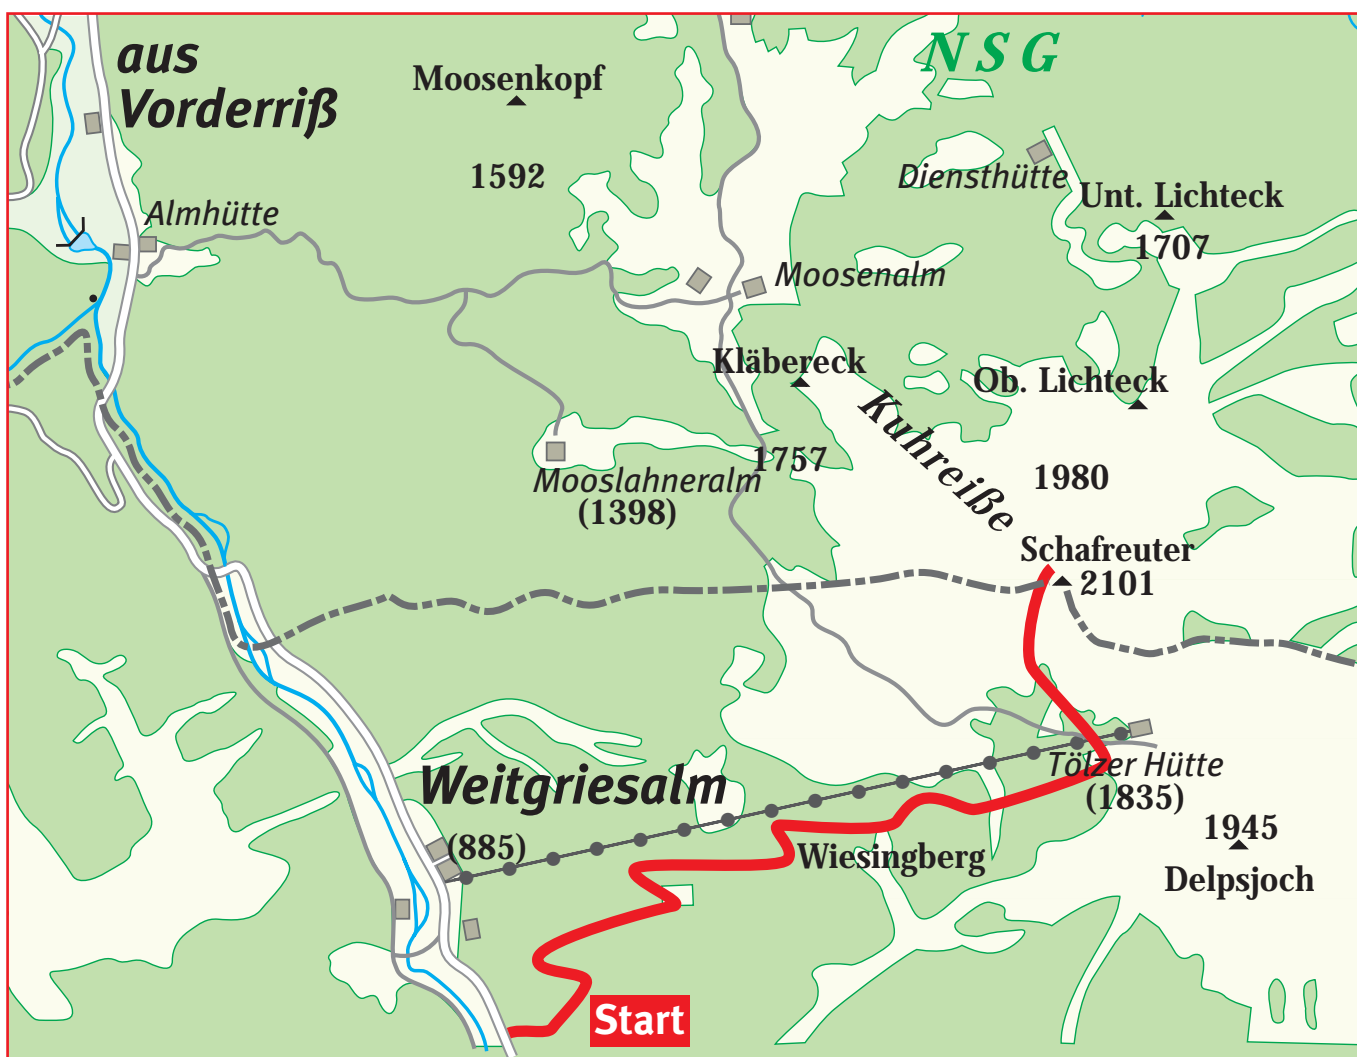 aus
Vorderriß
Moosenkopf
1592
NSG
Diensthütte
Unt. Lichteck
1707
Almhütte
Moosenalm
Kläbereck
1757
Ob. Lichteck
1980
Kuhreiße
Mooslahneralm
(1398)
Schafreuter
2101
Weitgriesalm
(885)
Tölzer Hütte
(1835)
1945
Delpsjoch
Wiesingberg
Start